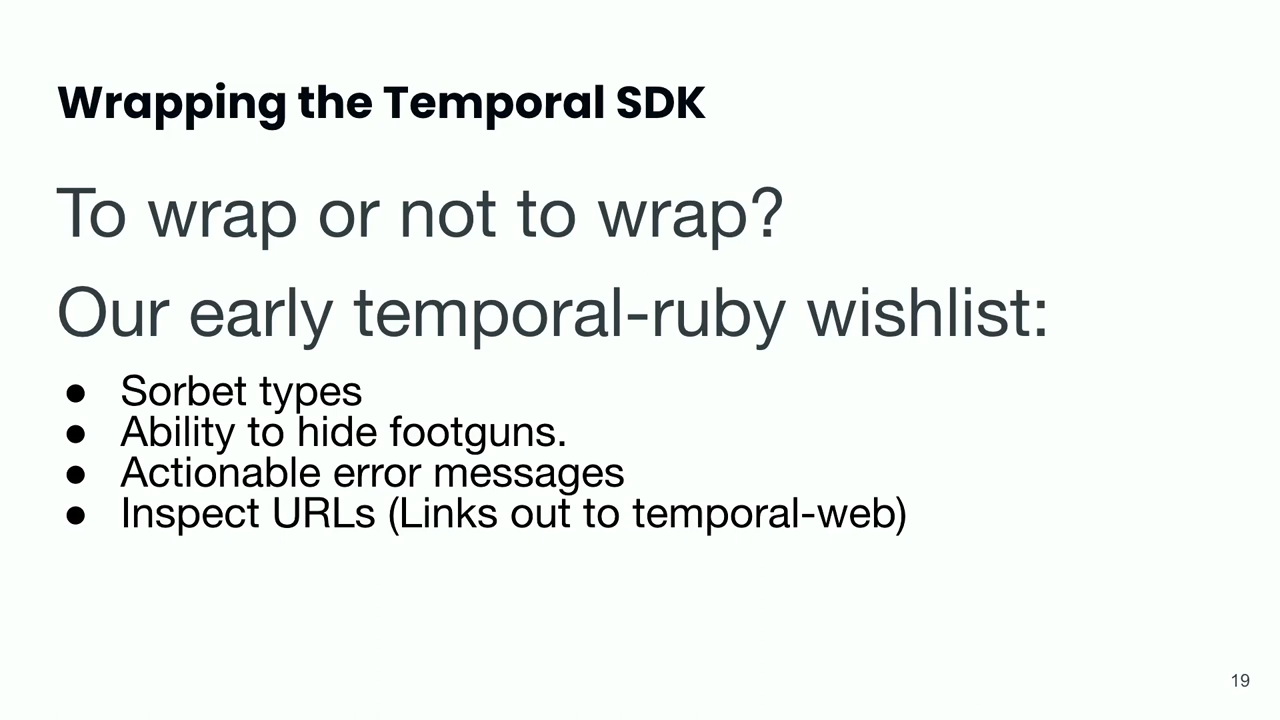 Wrapping the Temporal SDK
To wrap or not to wrap?
Our early temporal-ruby wishlist:
● Sorbet types
● Ability to hide footguns.
● Actionable error messages
● Inspect URLs (Links out to temporal-web)
19